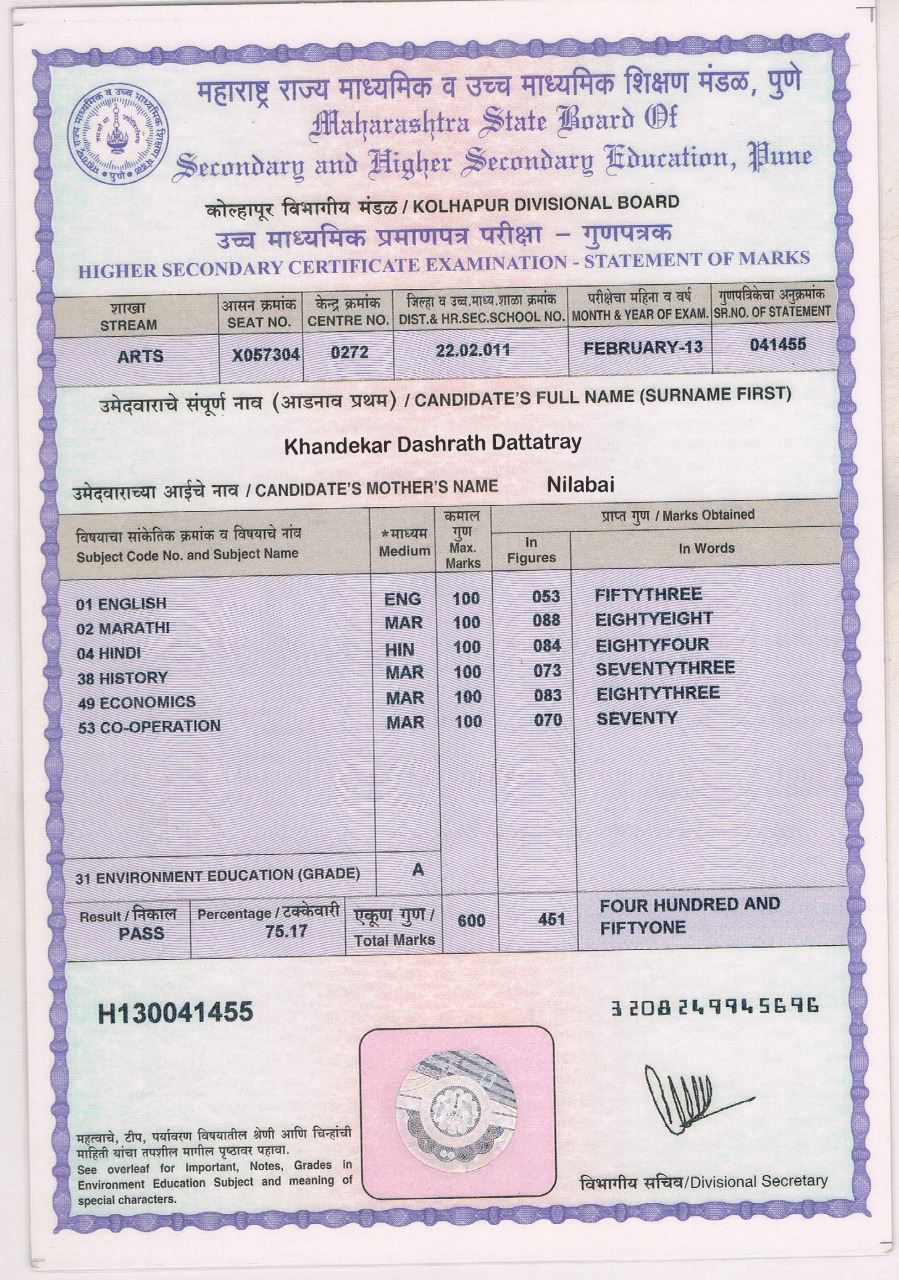 महाराष्ट्र राज्य माध्यमिक व उच्च माध्यमिक शिक्षण मंडळ, पुणे
Maharashtra State Board Of
Secondary and Higher Secondary Education, Pune
कोल्हापूर विभागीय मंडळ / KOLHAPUR DIVISIONAL BOARD
उच्च माध्यमिक प्रमाणपत्र परीक्षा – गुणपत्रक
HIGHER SECONDARY CERTIFICATE EXAMINATION - STATEMENT OF MARKS
शाखा आसन क्रमांक केन्द्र क्रमांक जिल्हा व उच्च.माध्य.शाळा क्रमांक परीक्षेचा महिना व वर्ष गुणपत्रिकेचा अनुक्रमांक
STREAM SEAT NO. CENTRE NO. DIST.& HR.SEC.SCHOOL NO. MONTH & YEAR OF EXAM. SR.NO. OF STATEMENT
ARTS X057304 0272 22.02.011 FEBRUARY-13 041455
उमेदवाराचे संपूर्ण नाव (आडनाव प्रथम) / CANDIDATE'S FULL NAME (SURNAME FIRST)
Khandekar Dashrath Dattatray
उमेदवाराच्या आईचे नाव / CANDIDATE'S MOTHER'S NAME Nilabai
विषयाचा सांकेतिक क्रमांक व विषयाचे नांव
Subject Code No. and Subject Name
*माध्यम
Medium
कमाल
गुण
Max.
Marks
प्राप्त गुण / Marks Obtained
In
Figures
In Words
01 ENGLISH ENG 100 053 FIFTYTHREE
02 MARATHI MAR 100 088 EIGHTYEIGHT
04 HINDI HIN 100 084 EIGHTYFOUR
38 HISTORY MAR 100 073 SEVENTYTHREE
49 ECONOMICS MAR 100 083 EIGHTYTHREE
53 CO-OPERATION MAR 100 070 SEVENTY
31 ENVIRONMENT EDUCATION (GRADE) A
Result / निकाल
PASS
Percentage / टक्केवारी
75.17
एकूण गुण /
Total Marks
600 451
FOUR HUNDRED AND
FIFTYONE
H130041455
3208249945696
महत्वाचे, टीप, पर्यावरण विषयातील श्रेणी आणि चिन्हांची
माहिती यांचा तपशील मागील पृष्ठावर पहावा.
See overleaf for Important, Notes, Grades in
Environment Education Subject and meaning of
special characters.
विभागीय सचिव/Divisional Secretary